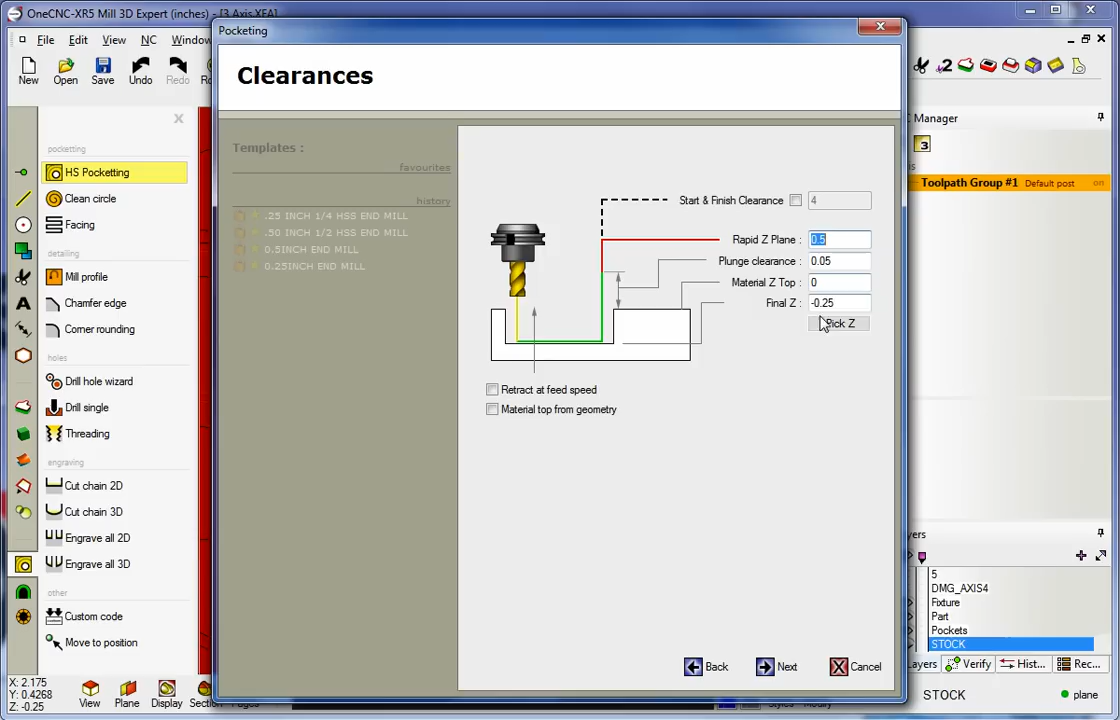 OneCNC-XR5 Mill 3D Expert (inches) - [3 Axis.XFA]
File Edit View NC Window
New Open Save Undo Redo
pocketting
HS Pocketting
Clean circle
Facing
detailing
Mill profile
Chamfer edge
Corner rounding
holes
Drill hole wizard
Drill single
Threading
engraving
Cut chain 2D
Cut chain 3D
Engrave all 2D
Engrave all 3D
other
Custom code
Move to position
X: 2.175
Y: 0.4268
Z: -0.25
View Plane Display
Pocketing
Clearances
Templates :
favourites
history
.25 INCH 1/4 HSS END MILL
.50 INCH 1/2 HSS END MILL
0.5INCH END MILL
0.25INCH END MILL
Start & Finish Clearance 4
Rapid Z Plane : 0.5
Plunge clearance : 0.05
Material Z Top : 0
Final Z : -0.25
Pick Z
Retract at feed speed
Material top from geometry
Back Next Cancel
C Manager
3
Toolpath Group #1 Default post on
ers
5
DMG_AXIS4
Fixture
Part
Pockets
STOCK
Layers Verify Hist... Rec...
STOCK plane